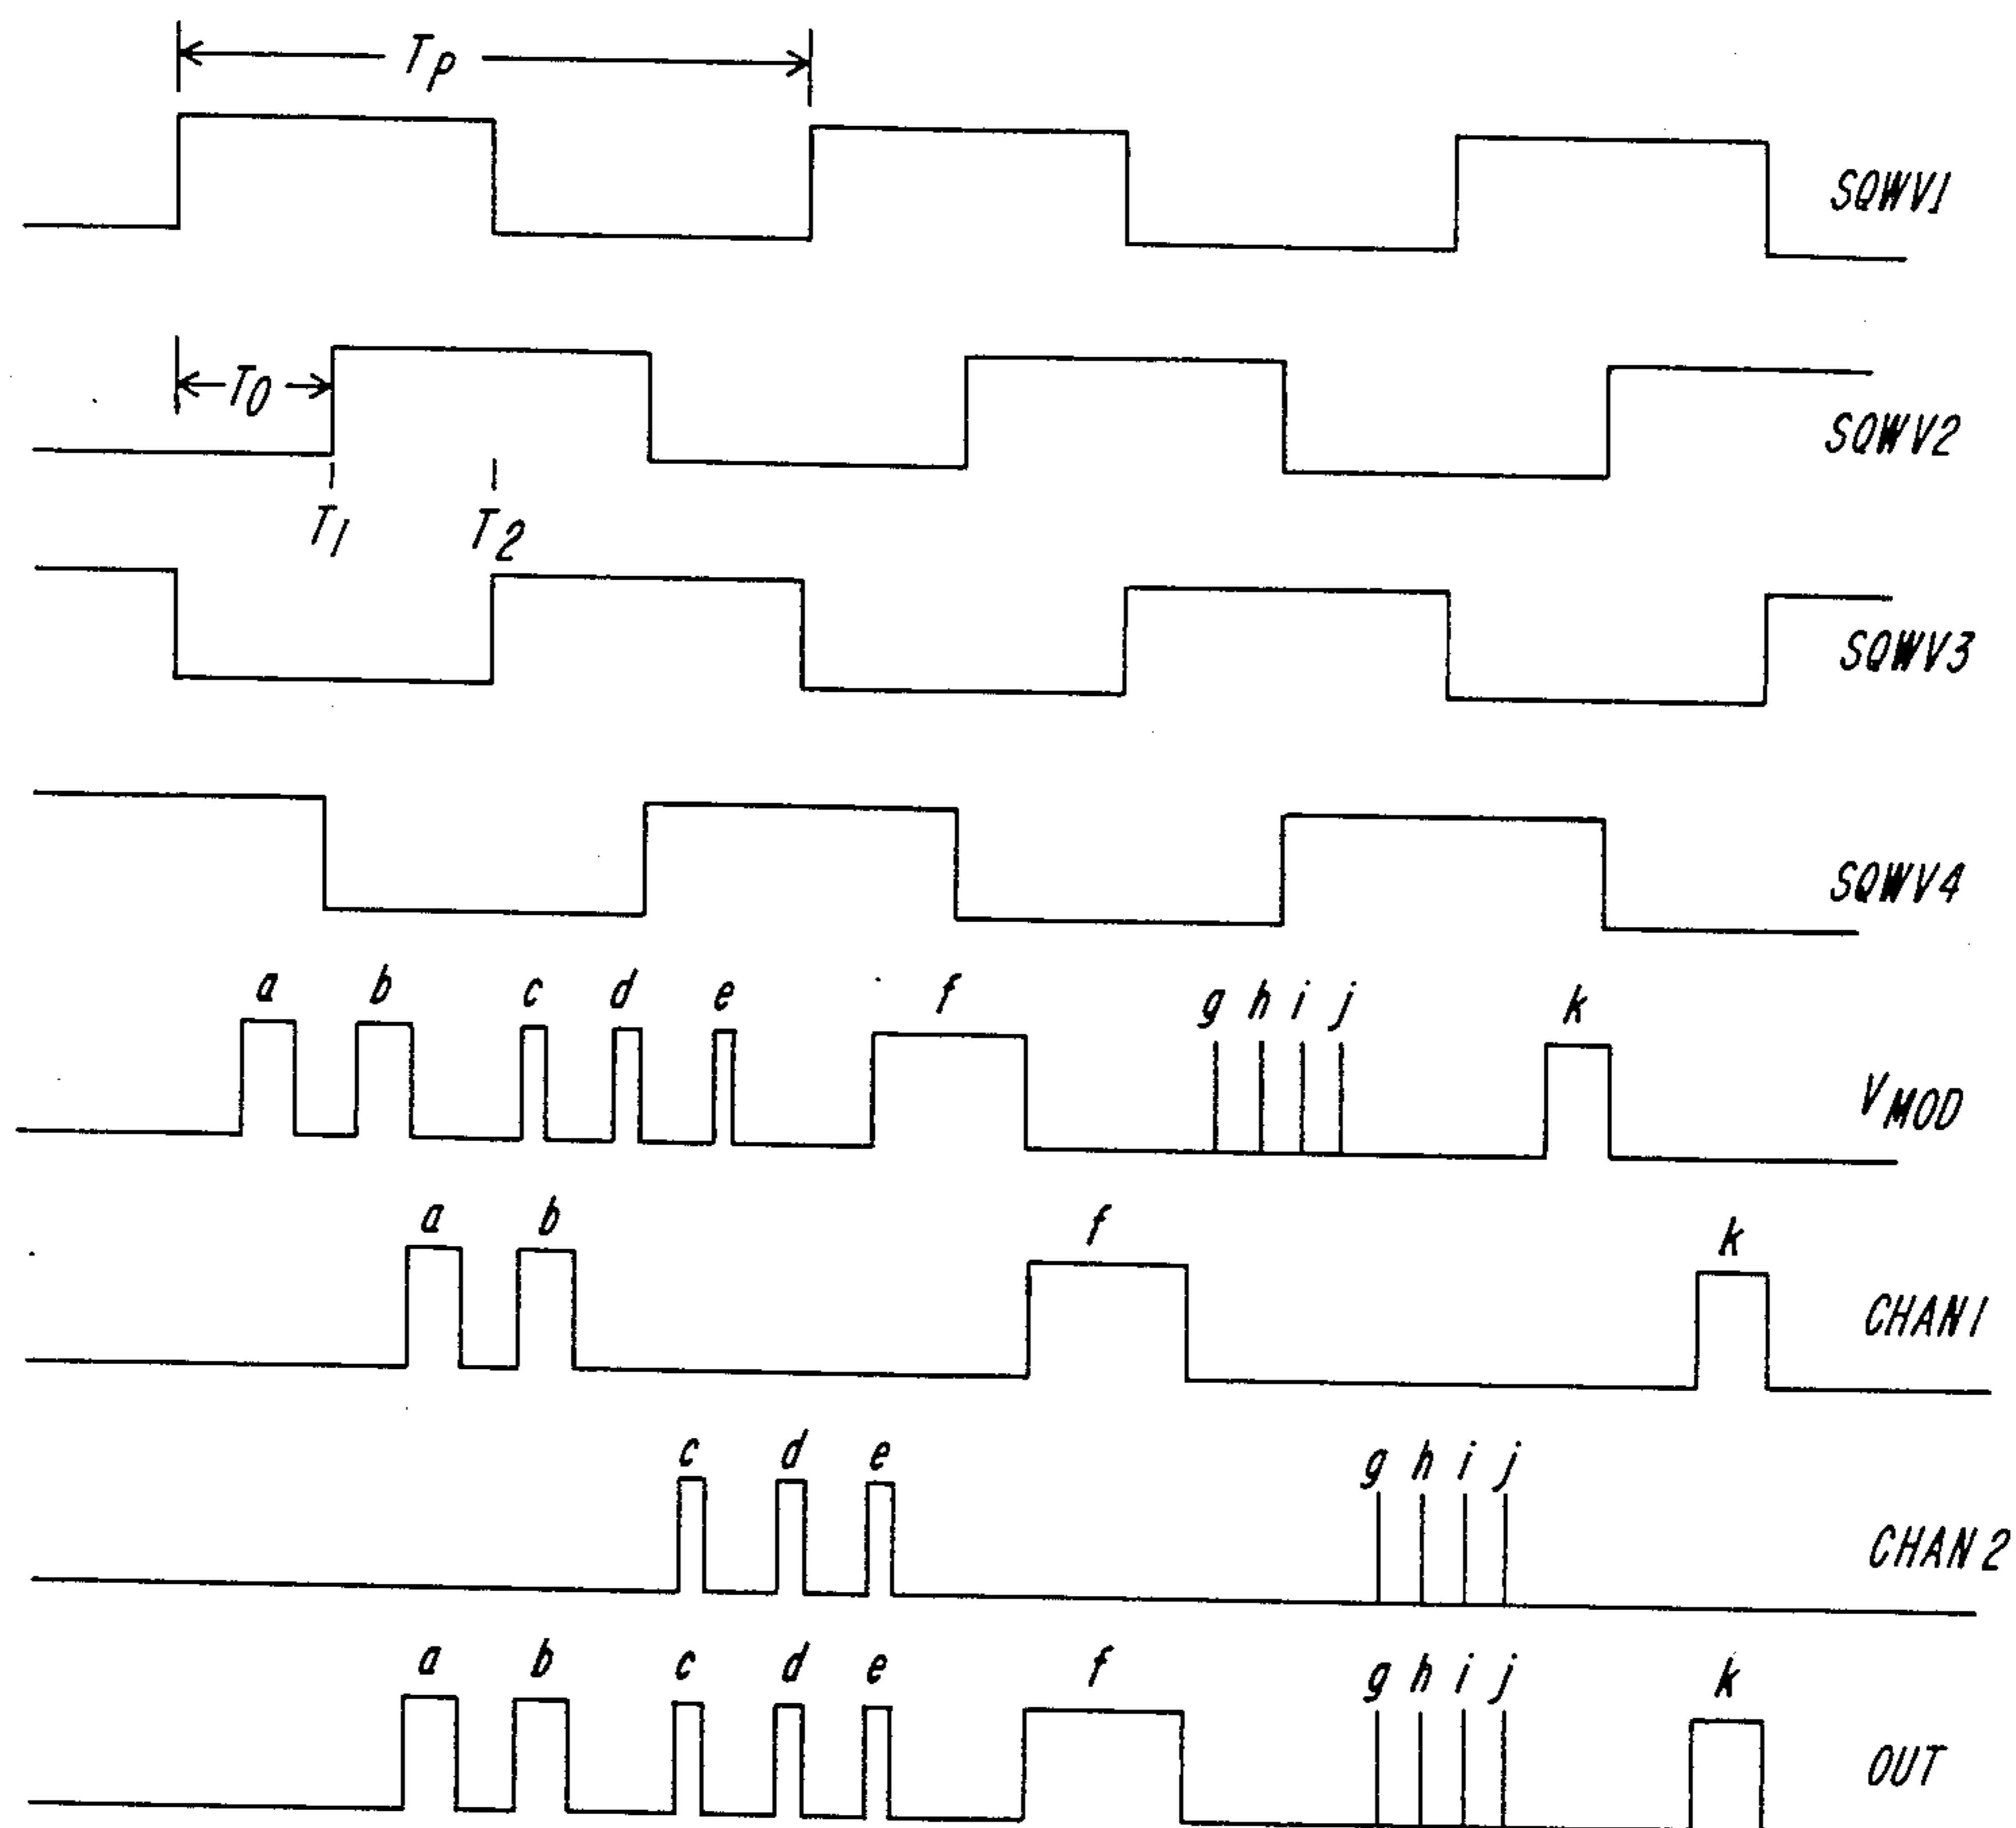 Tp
SQWV1
T0
SQWV2
T1 T2
SQWV3
SQWV4
a b c d e f g h i j k
VMOD
a b f k
CHAN1
c d e g h i j
CHAN2
a b c d e f g h i j k
OUT